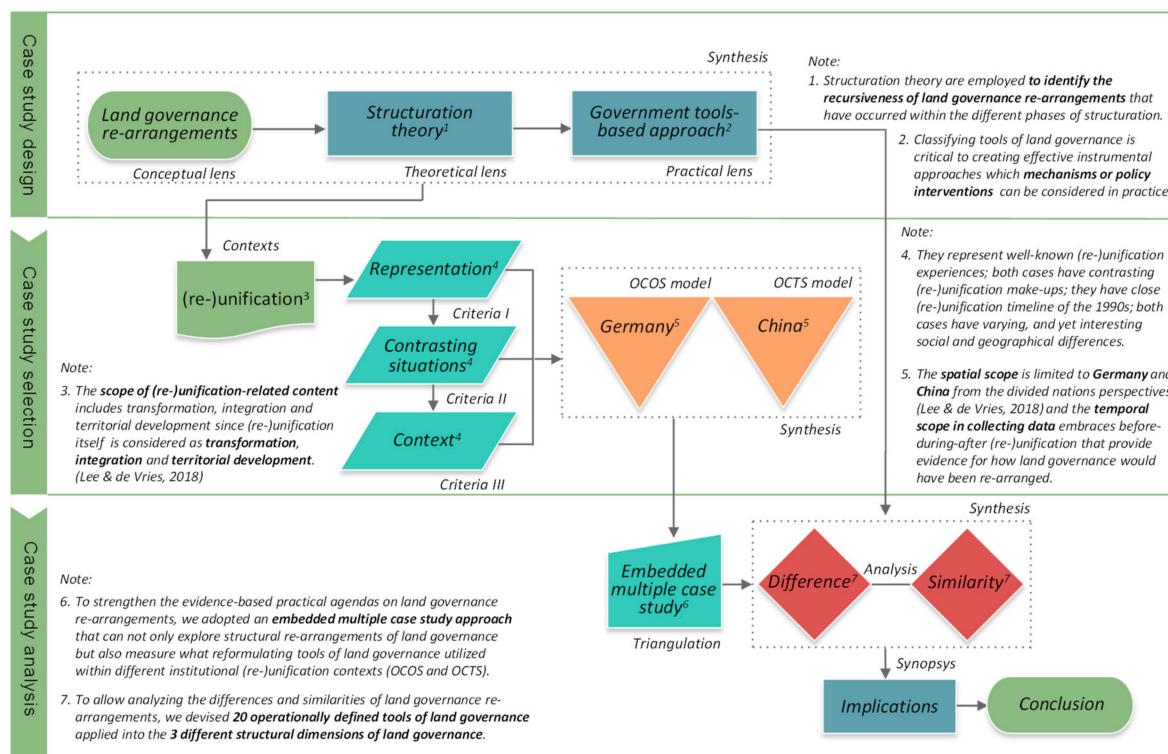 Case study design
Synthesis
Land governance
re-arrangements
Structuration
theory1
Government tools-
based approach2
Conceptual lens
Theoretical lens
Practical lens
Note:
1. Structuration theory are employed to identify the
recursiveness of land governance re-arrangements that
have occurred within the different phases of structuration.
2. Classifying tools of land governance is
critical to creating effective instrumental
approaches which mechanisms or policy
interventions can be considered in practice
Case study selection
Contexts
(re-)unification3
Representation4
Criteria I
Contrasting
situations4
Criteria II
Context4
Criteria III
OCOS model
OCTS model
Germany5
China5
Synthesis
Note:
3. The scope of (re-)unification-related content
includes transformation, integration and
territorial development since (re-)unification
itself is considered as transformation,
integration and territorial development.
(Lee & de Vries, 2018)
Note:
4. They represent well-known (re-)unification
experiences; both cases have contrasting
(re-)unification make-ups; they have close
(re-)unification timeline of the 1990s; both
cases have varying, and yet interesting
social and geographical differences.
5. The spatial scope is limited to Germany and
China from the divided nations perspectives
(Lee & de Vries, 2018) and the temporal
scope in collecting data embraces before-
during-after (re-)unification that provide
evidence for how land governance would
have been re-arranged.
Case study analysis
Synthesis
Embedded
multiple case
study6
Triangulation
Difference7
Analysis
Similarity7
Synopsys
Implications
Conclusion
Note:
6. To strengthen the evidence-based practical agendas on land governance
re-arrangements, we adopted an embedded multiple case study approach
that can not only explore structural re-arrangements of land governance
but also measure what reformulating tools of land governance utilized
within different institutional (re-)unification contexts (OCOS and OCTS).
7. To allow analyzing the differences and similarities of land governance re-
arrangements, we devised 20 operationally defined tools of land governance
applied into the 3 different structural dimensions of land governance.